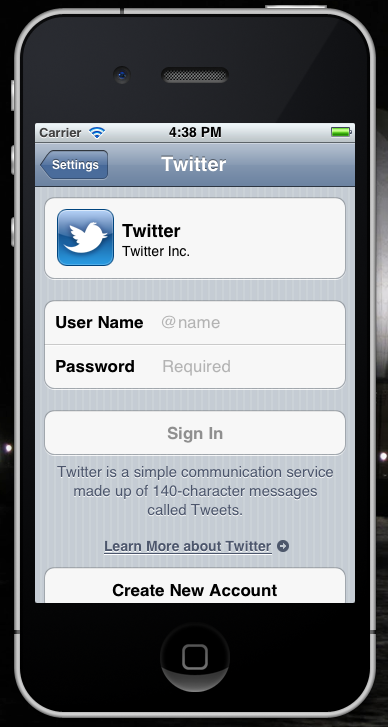 Carrier 4:38 PM
Settings Twitter
Twitter
Twitter Inc.
User Name @name
Password Required
Sign In
Twitter is a simple communication service
made up of 140-character messages
called Tweets.
Learn More about Twitter
Create New Account